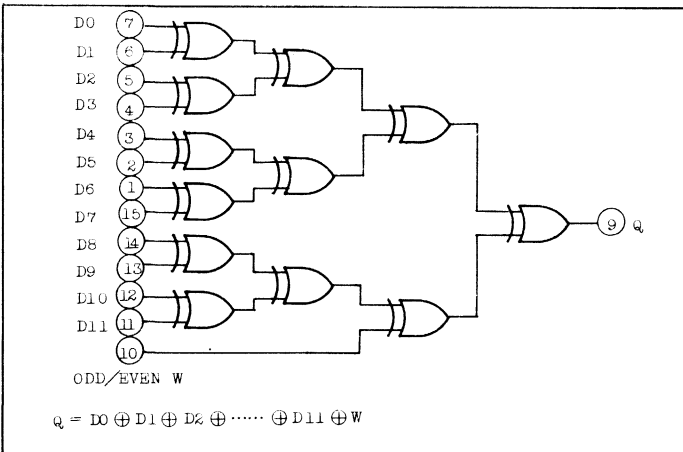 D0 7
D1 6
D2 5
D3 4
D4 3
D5 2
D6 1
D7 15
D8 14
D9 13
D10 12
D11 11
10
ODD/EVEN W
9 Q
Q = D0 ⊕ D1 ⊕ D2 ⊕ ······ ⊕ D11 ⊕ W